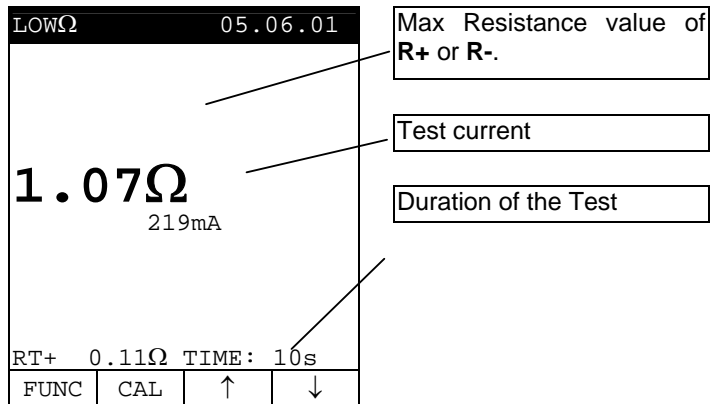 LOWΩ 05.06.01
1.07Ω
219mA
RT+ 0.11Ω TIME: 10s
FUNC CAL ↑ ↓
Max Resistance value of
R+ or R-.
Test current
Duration of the Test